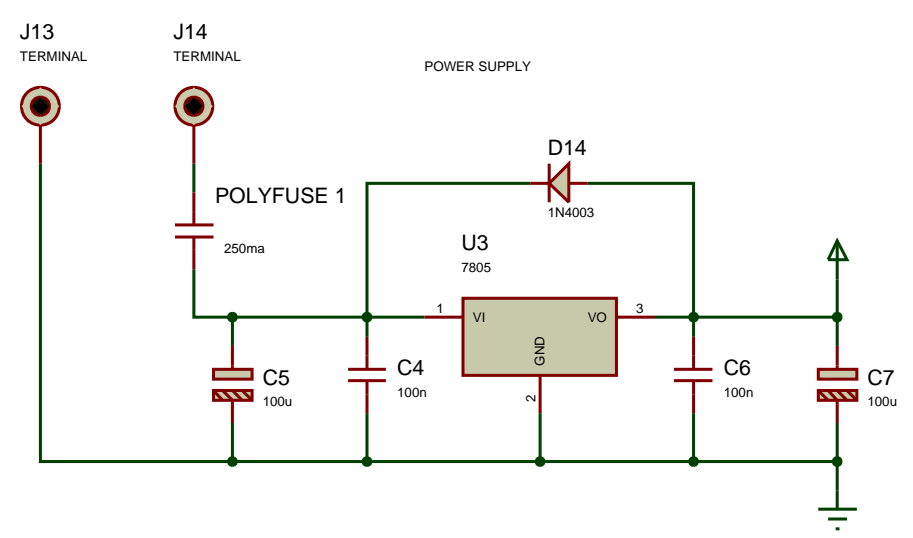 J13
TERMINAL
J14
TERMINAL
POWER SUPPLY
D14
1N4003
POLYFUSE 1
250ma
U3
7805
1
VI
VO
3
GND
2
C5
100u
C4
100n
C6
100n
C7
100u